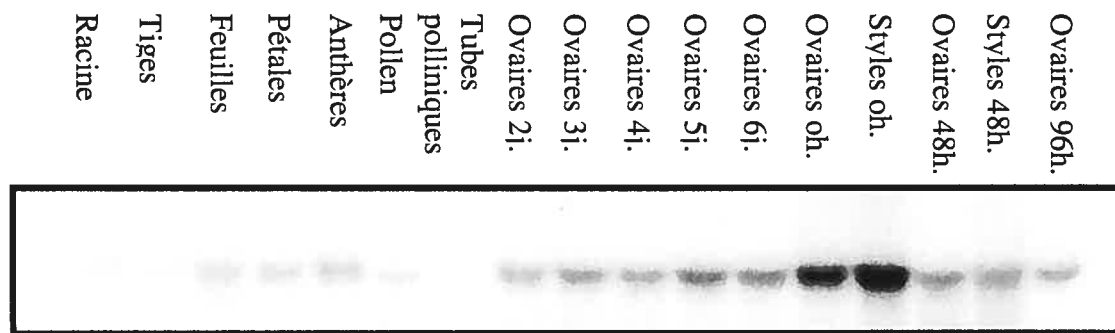 Racine
Tiges
Feuilles
Pétales
Anthères
Pollen
Tubes
polliniques
Ovaires 2j.
Ovaires 3j.
Ovaires 4j.
Ovaires 5j.
Ovaires 6j.
Ovaires oh.
Styles oh.
Ovaires 48h.
Styles 48h.
Ovaires 96h.